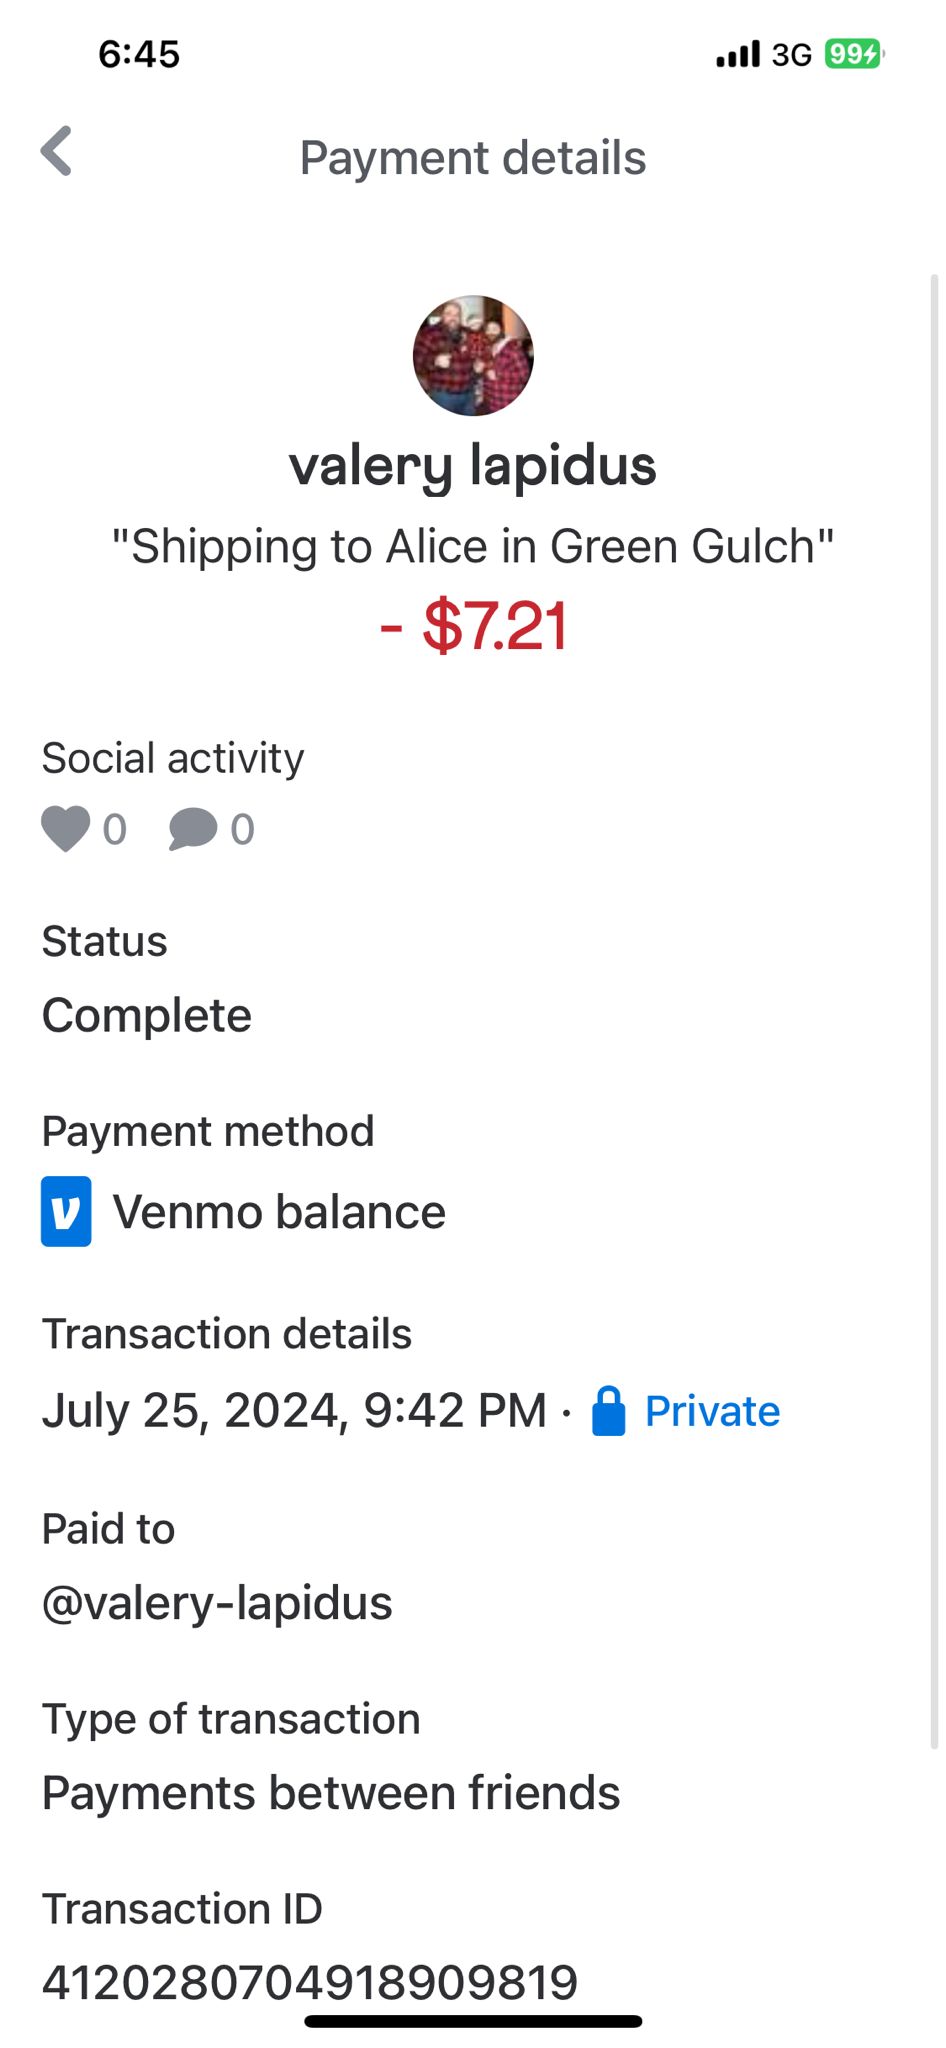 6:45 3G 99
Payment details
valery lapidus
"Shipping to Alice in Green Gulch"
- $7.21
Social activity
0 0
Status
Complete
Payment method
Venmo balance
Transaction details
July 25, 2024, 9:42 PM · Private
Paid to
@valery-lapidus
Type of transaction
Payments between friends
Transaction ID
4120280704918909819